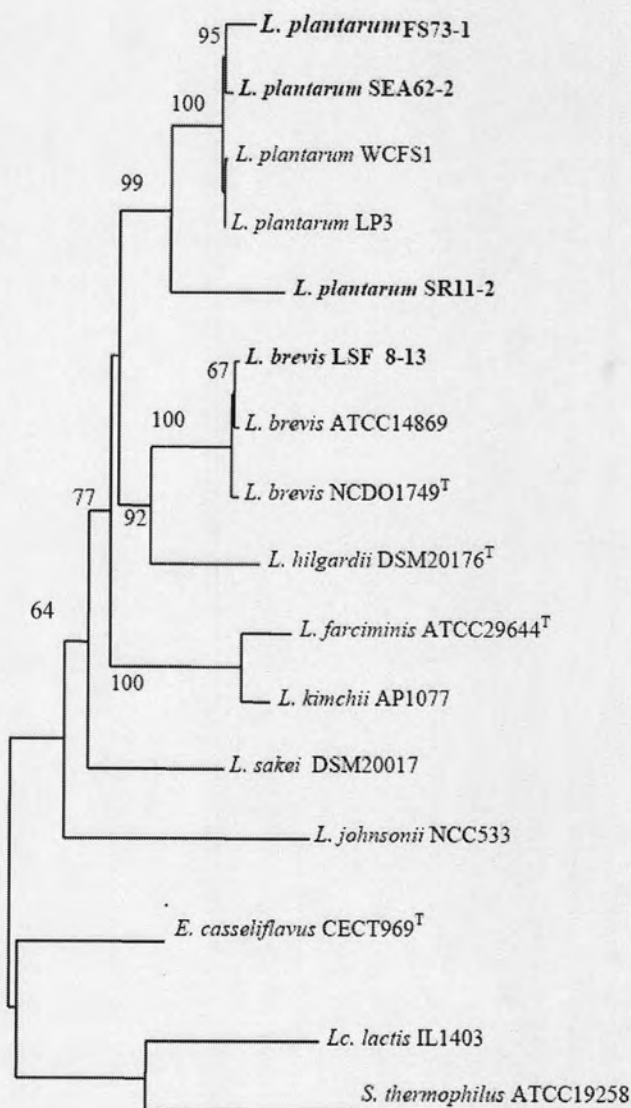 95
L. plantarum FS73-1
L. plantarum SEA62-2
100
L. plantarum WCFS1
99
L. plantarum LP3
L. plantarum SR11-2
L. brevis LSF 8-13
67
100
L. brevis ATCC14869
77
L. brevis NCDO1749T
92
L. hilgardii DSM20176T
64
L. farciminis ATCC29644T
100
L. kimchii AP1077
L. sakei DSM20017
L. johnsonii NCC533
E. casseliflavus CECT969T
Lc. lactis IL1403
S. thermophilus ATCC19258